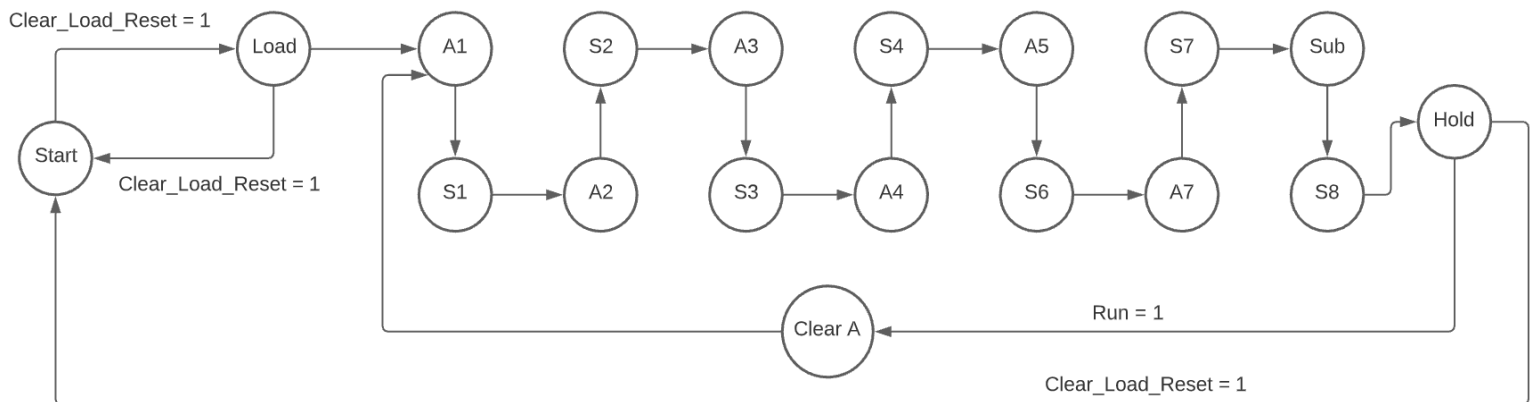 Clear_Load_Reset = 1
Load
A1
S2
A3
S4
A5
S7
Sub
Hold
Start
Clear_Load_Reset = 1
S1
A2
S3
A4
S6
A7
S8
Clear A
Run = 1
Clear_Load_Reset = 1